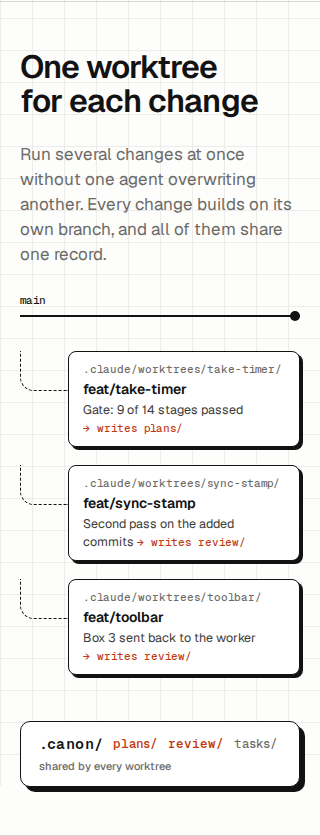 One worktree
for each change
Run several changes at once
without one agent overwriting
another. Every change builds on its
own branch, and all of them share
one record.
main
.claude/worktrees/take-timer/
feat/take-timer
Gate: 9 of 14 stages passed
→ writes plans/
.claude/worktrees/sync-stamp/
feat/sync-stamp
Second pass on the added
commits → writes review/
.claude/worktrees/toolbar/
feat/toolbar
Box 3 sent back to the worker
→ writes review/
.canon/ plans/ review/ tasks/
shared by every worktree